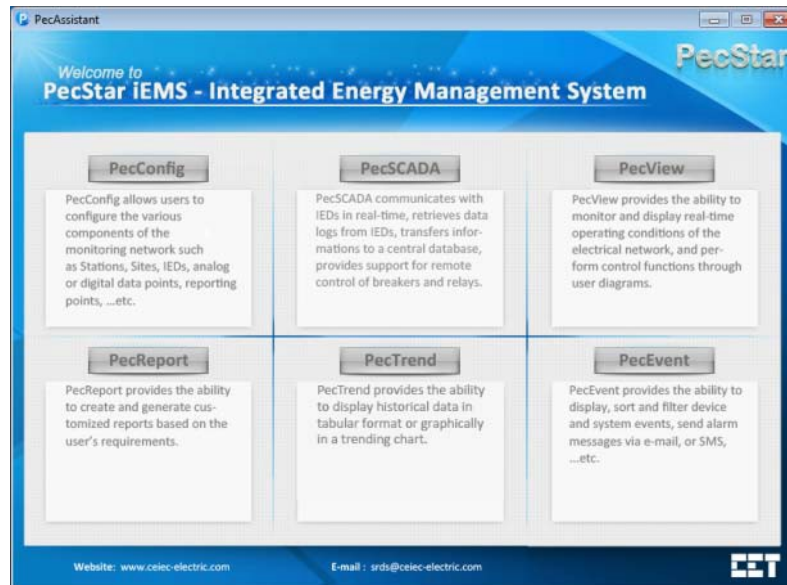 PecAssistant
PecStar
Welcome to
PecStar iEMS - Integrated Energy Management System
PecConfig
PecConfig allows users to
configure the various
components of the
monitoring network such
as Stations, Sites, IEDs, analog
or digital data points, reporting
points, ...etc.
PecSCADA
PecSCADA communicates with
IEDs in real-time, retrieves data
logs from IEDs, transfers infor-
mations to a central database,
provides support for remote
control of breakers and relays.
PecView
PecView provides the ability to
monitor and display real-time
operating conditions of the
electrical network, and per-
form control functions through
user diagrams.
PecReport
PecReport provides the ability
to create and generate cus-
tomized reports based on the
user's requirements.
PecTrend
PecTrend provides the ability
to display historical data in
tabular format or graphically
in a trending chart.
PecEvent
PecEvent provides the ability to
display, sort and filter device
and system events, send alarm
messages via e-mail, or SMS,
...etc.
Website: www.ceiec-electric.com
E-mail : srds@ceiec-electric.com
CET